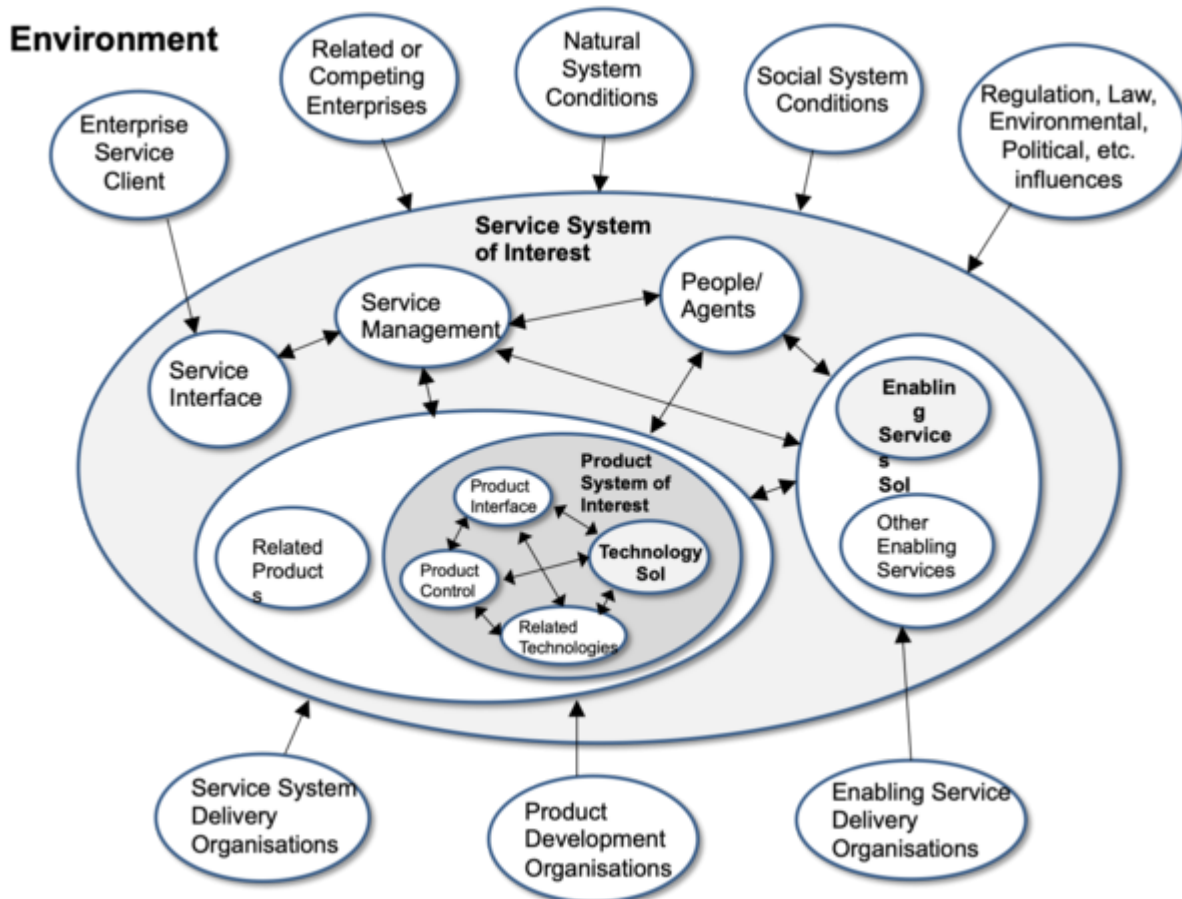 Environment
Related or
Competing
Enterprises
Natural
System
Conditions
Social System
Conditions
Regulation, Law,
Environmental,
Political, etc.
influences
Enterprise
Service
Client
Service System
of Interest
People/
Agents
Service
Management
Service
Interface
Enablin
g
Service
s
SoI
Other
Enabling
Services
Product
System of
Interest
Product
Interface
Technology
SoI
Product
Control
Related
Technologies
Related
Product
s
Service System
Delivery
Organisations
Product
Development
Organisations
Enabling Service
Delivery
Organisations